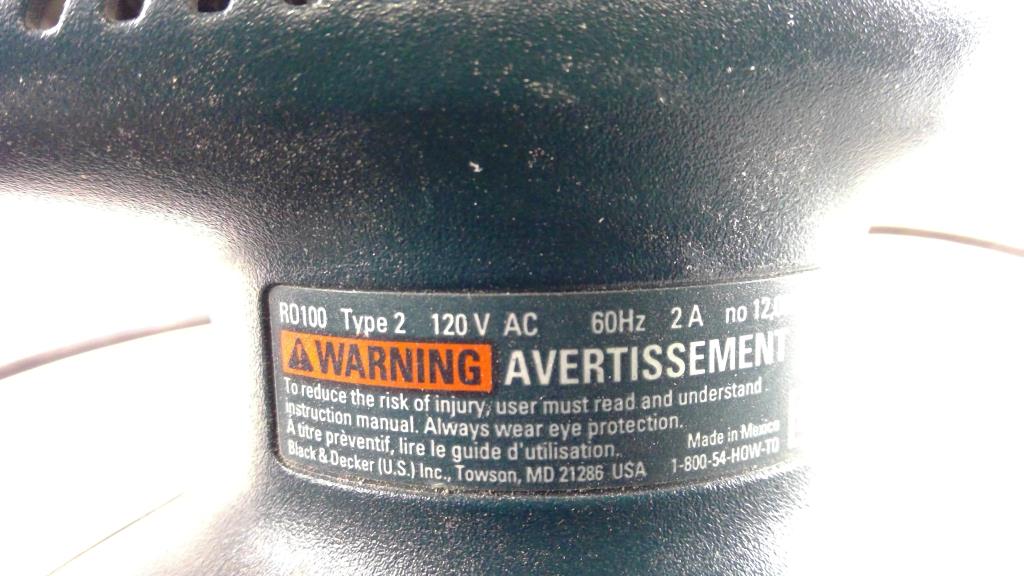 RO100 Type 2 120 V AC 60Hz 2 A no
WARNING AVERTISSEMENT
To reduce the risk of injury, user must read and understand
instruction manual. Always wear eye protection.
Made in Mexico
À titre prèventif, lire le guide d'utilisation.
1-800-54-HOW-TO
Black & Decker (U.S.) Inc., Towson, MD 21286 USA